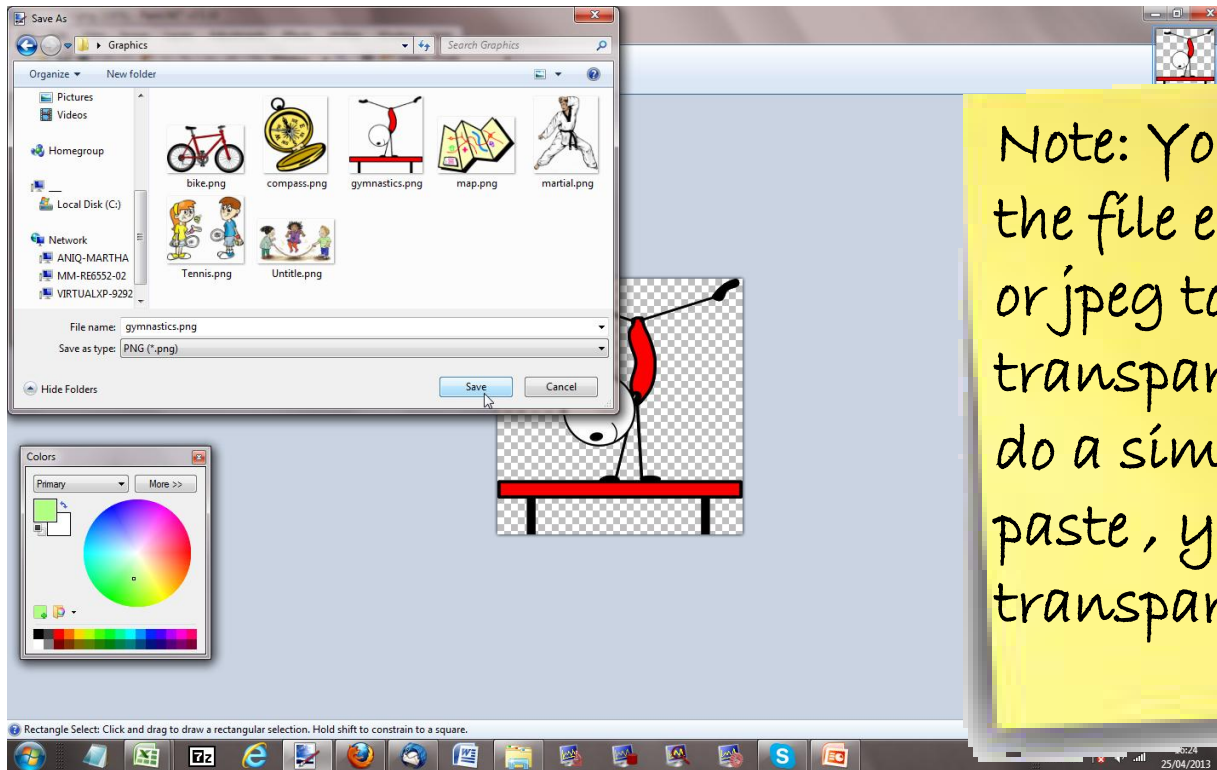 Save As
Graphics
Search Graphics
Organize
New folder
Pictures
Videos
Homegroup
Local Disk (C:)
Network
ANIQ-MARTHA
MM-RE6552-02
VIRTUALXP-9292
bike.png
compass.png
gymnastics.png
map.png
martial.png
Tennis.png
Untitle.png
File name: gymnastics.png
Save as type: PNG (*.png)
Hide Folders
Save
Cancel
Colors
Primary
More >>
Note: Yo
the file e
or jpeg to
transpar
do a sim
paste , y
transpar
Rectangle Select: Click and drag to draw a rectangular selection. Hold shift to constrain to a square.
7z
W
S
25/04/2013